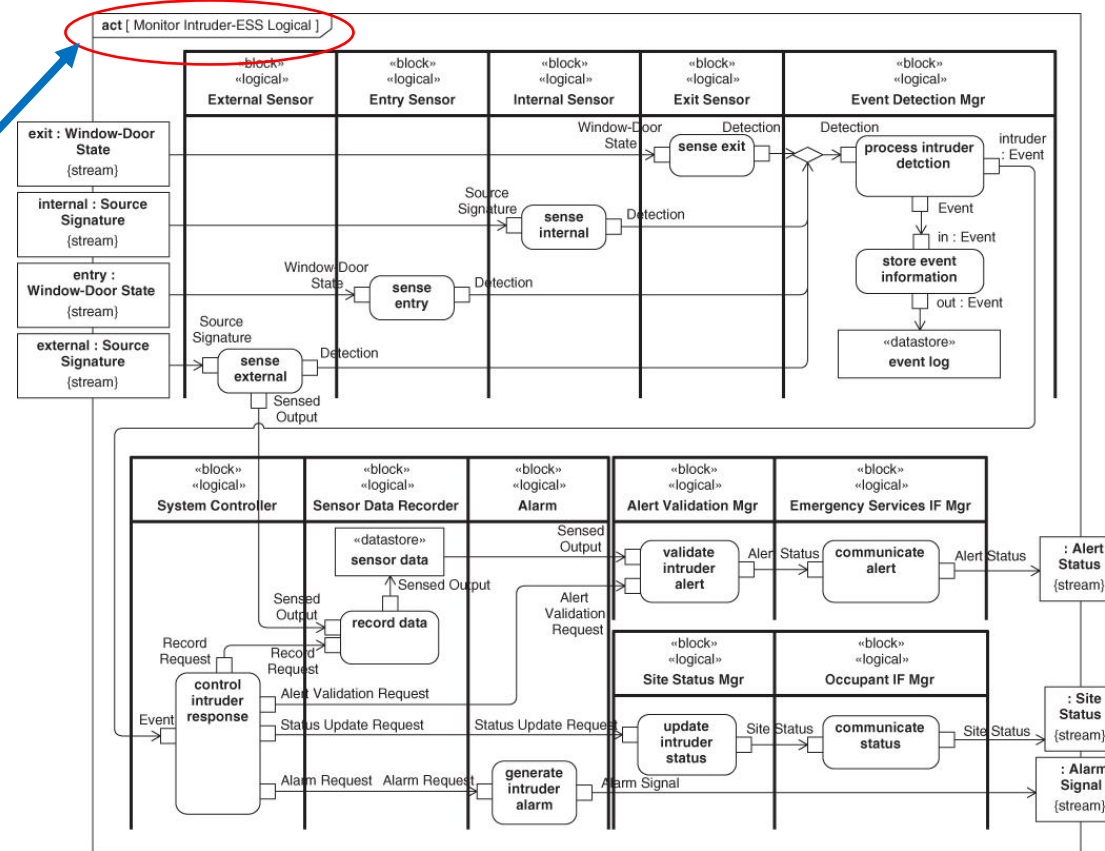 act [ Monitor Intruder-ESS Logical ]
«block»
«logical»
External Sensor
«block»
«logical»
Entry Sensor
«block»
«logical»
Internal Sensor
«block»
«logical»
Exit Sensor
«block»
«logical»
Event Detection Mgr
exit : Window-Door
State
{stream}
internal : Source
Signature
{stream}
entry :
Window-Door State
{stream}
external : Source
Signature
{stream}
Window-Door
State
sense exit
Detection
Detection
process intruder
detction
intruder
: Event
Source
Signature
sense
internal
Detection
Event
in : Event
store event
information
out : Event
«datastore»
event log
Window-Door
State
sense
entry
Detection
Source
Signature
sense
external
Detection
Sensed
Output
«block»
«logical»
System Controller
«block»
«logical»
Sensor Data Recorder
«block»
«logical»
Alarm
«block»
«logical»
Alert Validation Mgr
«block»
«logical»
Emergency Services IF Mgr
«datastore»
sensor data
Sensed
Output
validate
intruder
alert
Alert Status
communicate
alert
Alert Status
: Alert
Status
{stream}
Sensed Output
Sensed
Output
record data
Alert
Validation
Request
Record
Request
Record
Request
control
intruder
response
Event
Alert Validation Request
Status Update Request
Status Update Request
Alarm Request
Alarm Request
generate
intruder
alarm
Alarm Signal
«block»
«logical»
Site Status Mgr
«block»
«logical»
Occupant IF Mgr
update
intruder
status
Site Status
communicate
status
Site Status
: Site
Status
{stream}
: Alarm
Signal
{stream}